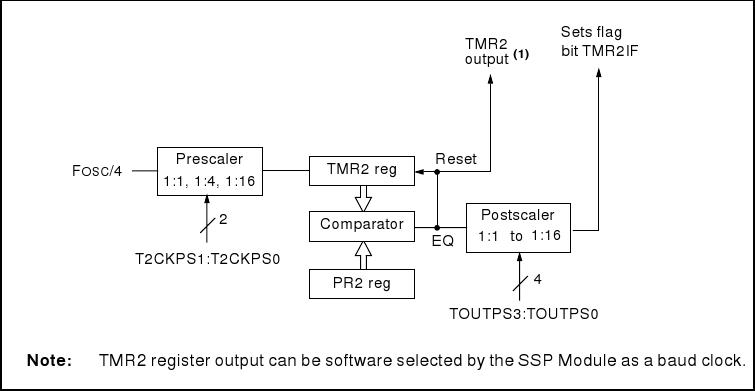 TMR2
output (1)
Sets flag
bit TMR2IF
Reset
FOSC/4
Prescaler
1:1, 1:4, 1:16
TMR2 reg
2
Comparator
EQ
Postscaler
1:1 to 1:16
T2CKPS1:T2CKPS0
PR2 reg
4
TOUTPS3:TOUTPS0
Note: TMR2 register output can be software selected by the SSP Module as a baud clock.